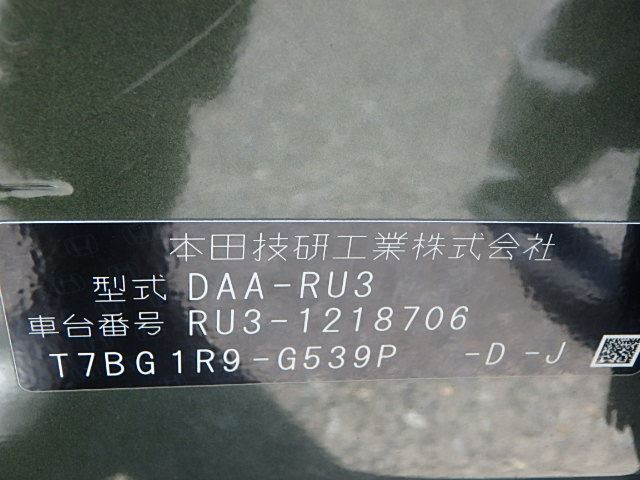 本田技研工業株式会社
型式 DAA-RU3
車台番号 RU3-1218706
T7BG1R9-G539P -D -J